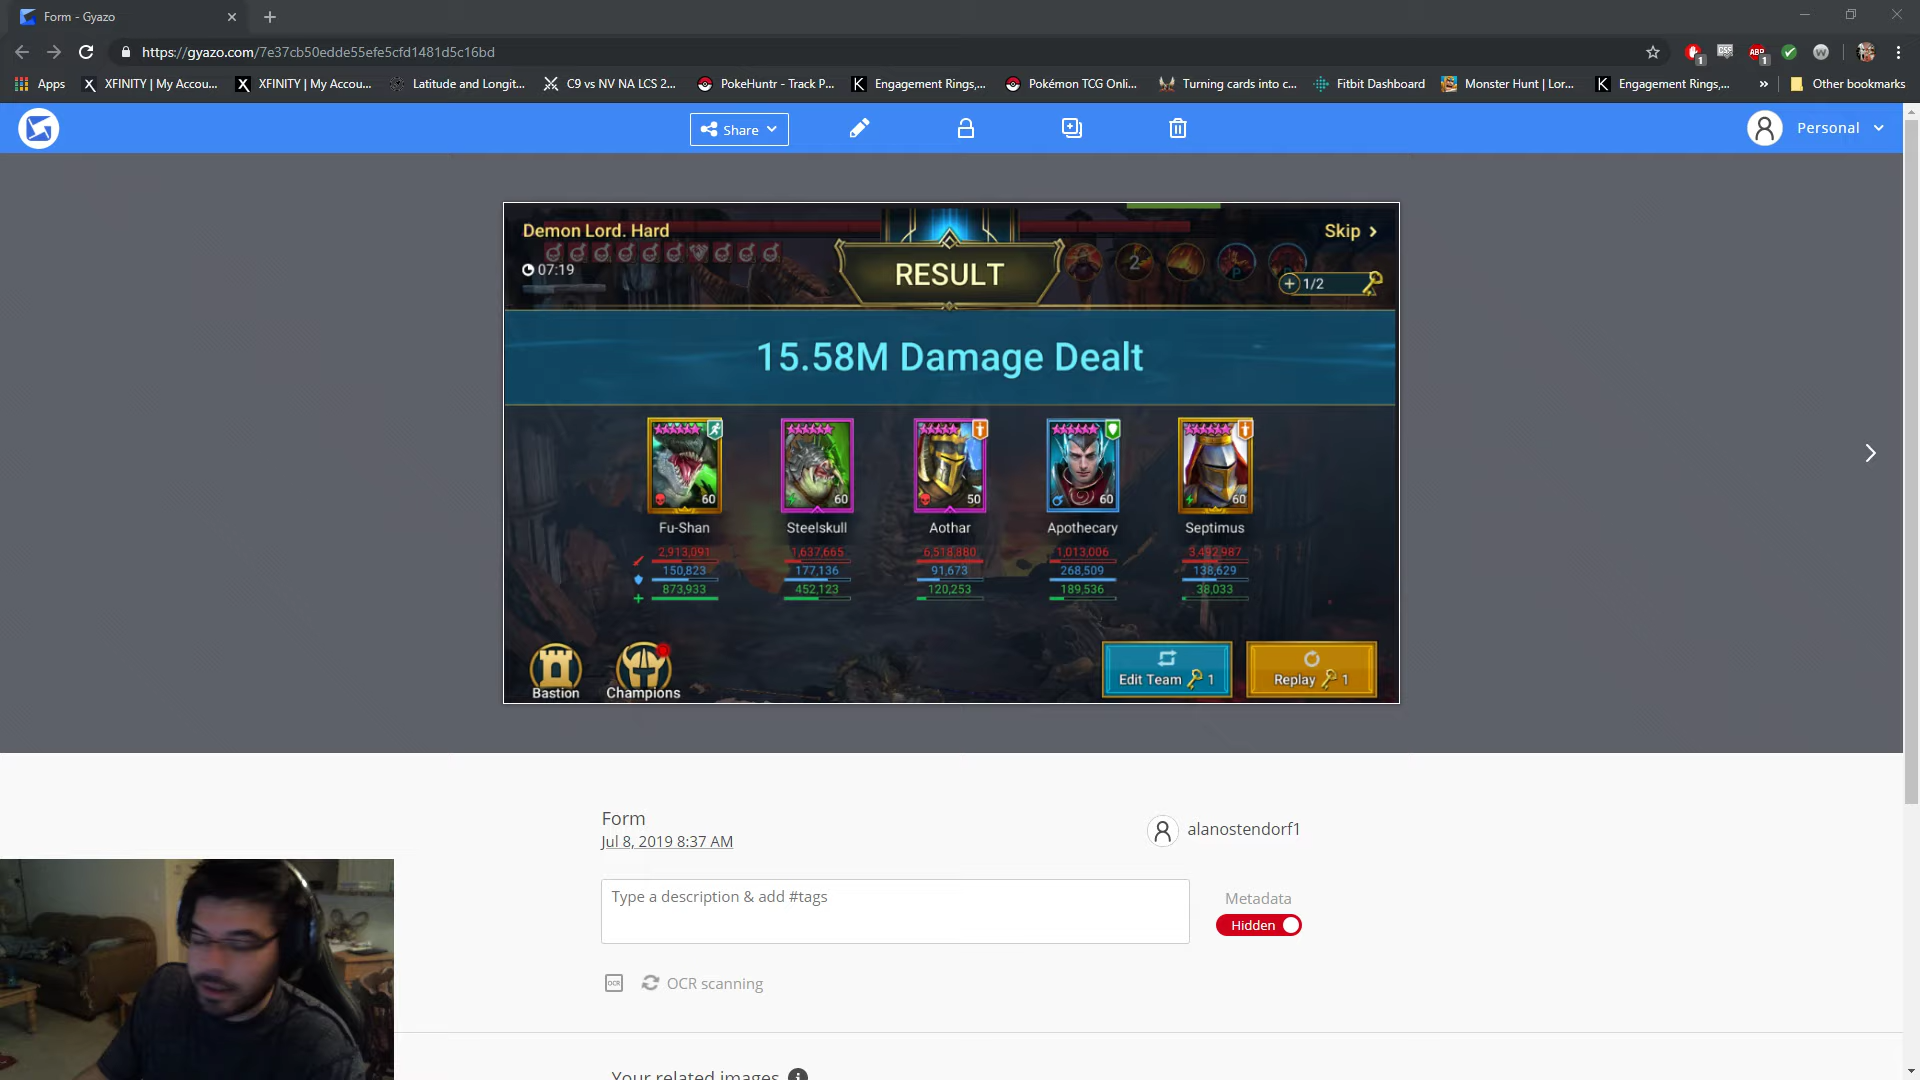 Form - Gyazo
https://gyazo.com/7e37cb50edde55efe5cfd1481d5c16bd
Apps
XFINITY | My Accou...
XFINITY | My Accou...
Latitude and Longit...
C9 vs NV NA LCS 2...
PokeHuntr - Track P...
Engagement Rings,...
Pokémon TCG Onli...
Turning cards into c...
Fitbit Dashboard
Monster Hunt | Lor...
Engagement Rings,...
»
Other bookmarks
Share
Personal
Demon Lord. Hard
Skip >
07:19
RESULT
2
1/2
15.58M Damage Dealt
60 60 50 60 60
Fu-Shan Steelskull Aothar Apothecary Septimus
2,913,091 1,637,665 6,518,880 1,013,006 3,492,987
150,823 177,136 91,673 268,509 138,629
873,933 452,123 120,253 189,536 38,033
Bastion
Champions
Edit Team 1
Replay 1
Form
Jul 8, 2019 8:37 AM
alanostendorf1
Type a description & add #tags
Metadata
Hidden
OCR
OCR scanning
Your related images